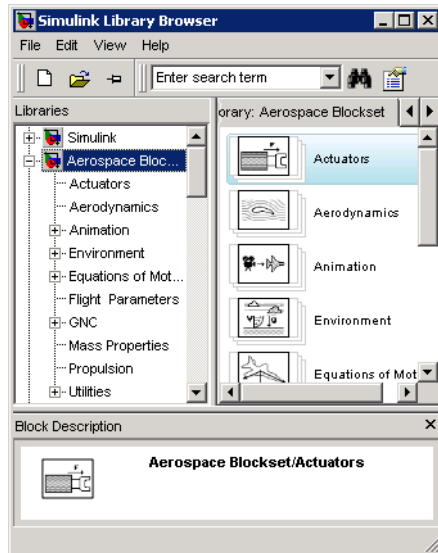 Simulink Library Browser
File Edit View Help
Enter search term
Libraries
orary: Aerospace Blockset
Simulink
Aerospace Bloc...
Actuators
Aerodynamics
Animation
Environment
Equations of Mot...
Flight Parameters
GNC
Mass Properties
Propulsion
Utilities
Actuators
Aerodynamics
Animation
Environment
Equations of Mot
Block Description
Aerospace Blockset/Actuators